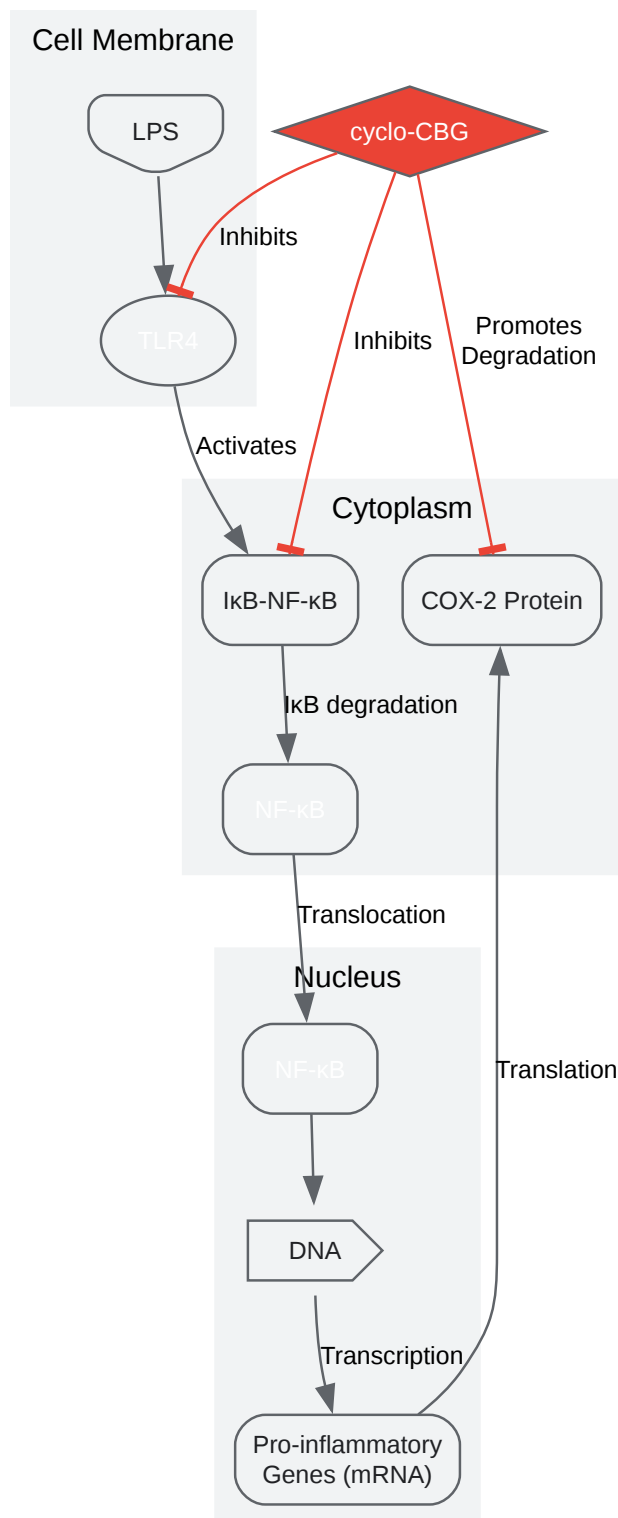 Cell Membrane
LPS
cyclo-CBG
Inhibits
TLR4
Inhibits
Promotes
Degradation
Activates
Cytoplasm
IκB-NF-κB
COX-2 Protein
IκB degradation
NF-κB
Translocation
Nucleus
NF-κB
Translation
DNA
Transcription
Pro-inflammatory
Genes (mRNA)